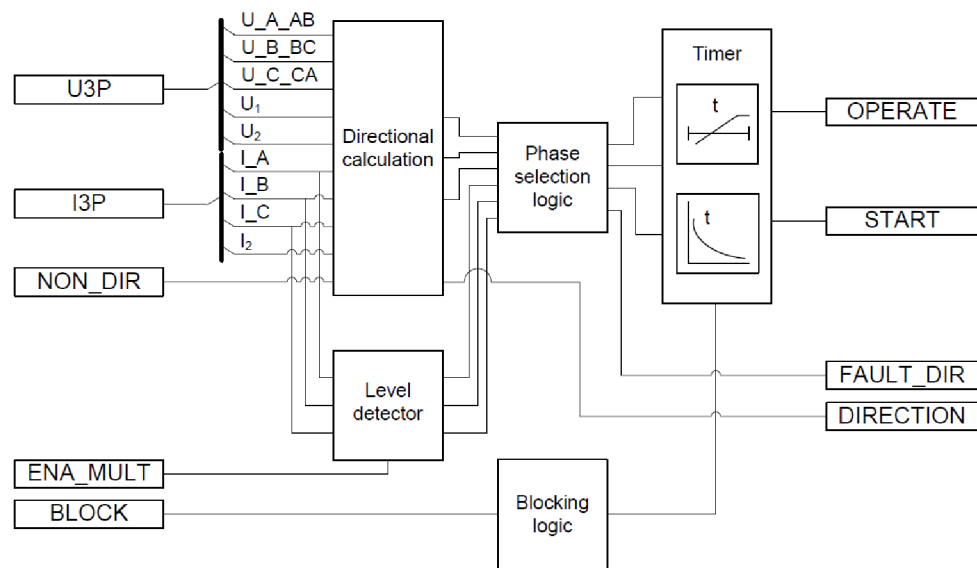 U_A_AB
U_B_BC
U_C_CA
U₁
U₂
I_A
I_B
I_C
I₂
U3P
I3P
NON_DIR
ENA_MULT
BLOCK
Directional
calculation
Level
detector
Phase
selection
logic
Blocking
logic
Timer
t
t
OPERATE
START
FAULT_DIR
DIRECTION